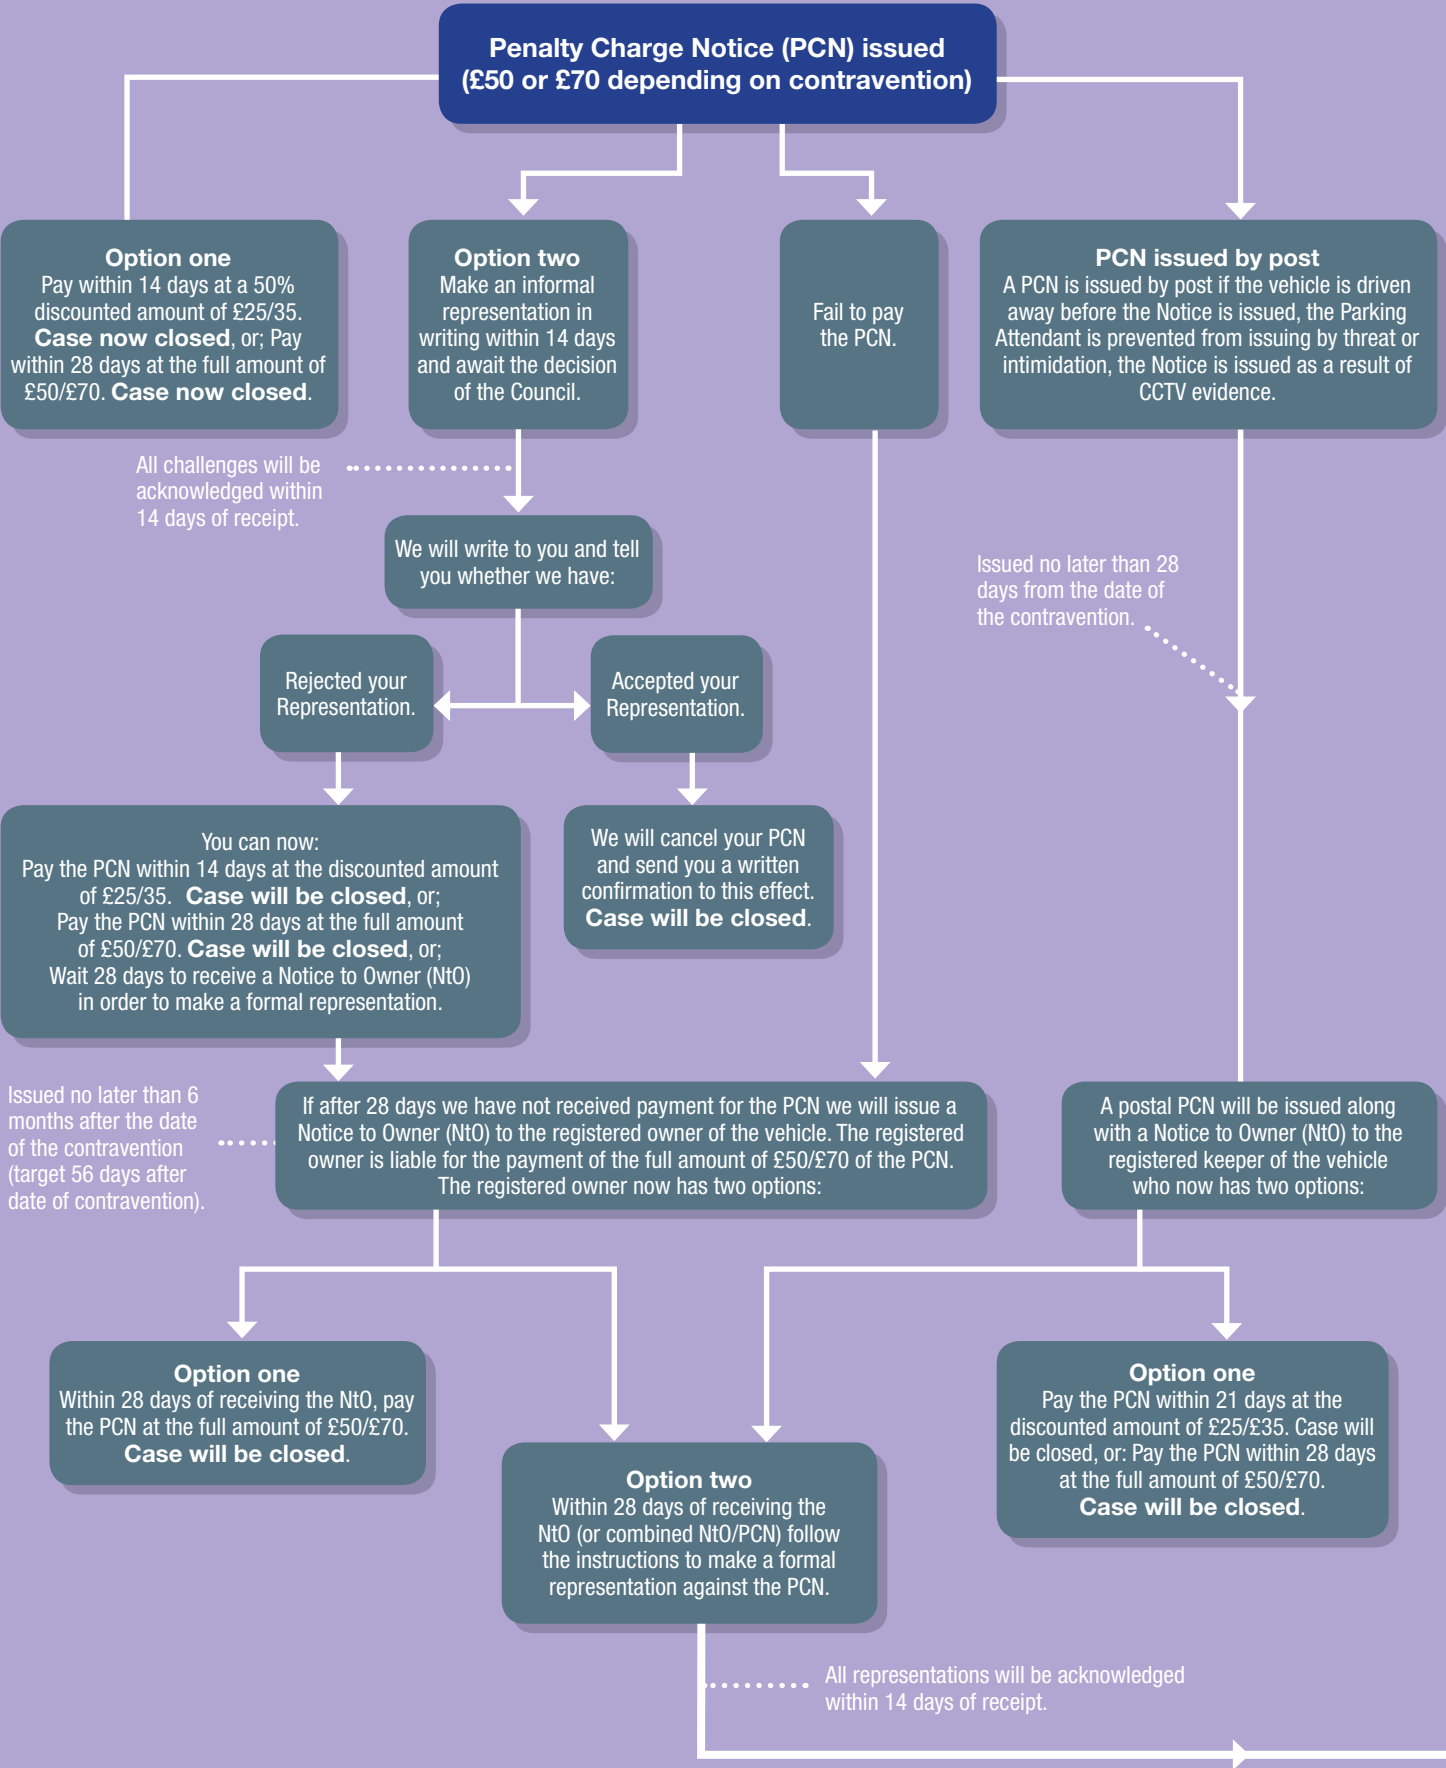 Penalty Charge Notice (PCN) issued
(£50 or £70 depending on contravention)
Option one
Pay within 14 days at a 50%
discounted amount of £25/35.
Case now closed, or; Pay
within 28 days at the full amount of
£50/£70. Case now closed.
Option two
Make an informal
representation in
writing within 14 days
and await the decision
of the Council.
Fail to pay
the PCN.
PCN issued by post
A PCN is issued by post if the vehicle is driven
away before the Notice is issued, the Parking
Attendant is prevented from issuing by threat or
intimidation, the Notice is issued as a result of
CCTV evidence.
All challenges will be
acknowledged within
14 days of receipt.
We will write to you and tell
you whether we have:
Issued no later than 28
days from the date of
the contravention.
Rejected your
Representation.
Accepted your
Representation.
You can now:
Pay the PCN within 14 days at the discounted amount
of £25/35. Case will be closed, or;
Pay the PCN within 28 days at the full amount
of £50/£70. Case will be closed, or;
Wait 28 days to receive a Notice to Owner (NtO)
in order to make a formal representation.
We will cancel your PCN
and send you a written
confirmation to this effect.
Case will be closed.
Issued no later than 6
months after the date
of the contravention
(target 56 days after
date of contravention).
If after 28 days we have not received payment for the PCN we will issue a
Notice to Owner (NtO) to the registered owner of the vehicle. The registered
owner is liable for the payment of the full amount of £50/£70 of the PCN.
The registered owner now has two options:
A postal PCN will be issued along
with a Notice to Owner (NtO) to the
registered keeper of the vehicle
who now has two options:
Option one
Within 28 days of receiving the NtO, pay
the PCN at the full amount of £50/£70.
Case will be closed.
Option two
Within 28 days of receiving the
NtO (or combined NtO/PCN) follow
the instructions to make a formal
representation against the PCN.
Option one
Pay the PCN within 21 days at the
discounted amount of £25/£35. Case will
be closed, or: Pay the PCN within 28 days
at the full amount of £50/£70.
Case will be closed.
All representations will be acknowledged
within 14 days of receipt.